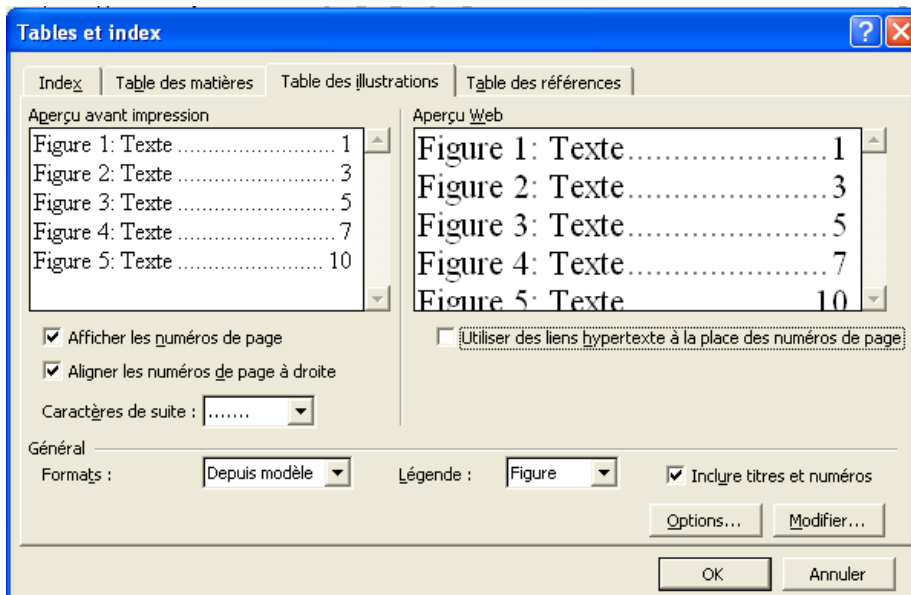 Tables et index
Index
Table des matières
Table des illustrations
Table des références
Aperçu avant impression
Figure 1: Texte ........................ 1
Figure 2: Texte ........................ 3
Figure 3: Texte ........................ 5
Figure 4: Texte ........................ 7
Figure 5: Texte ...................... 10
Aperçu Web
Figure 1: Texte........................1
Figure 2: Texte........................3
Figure 3: Texte........................5
Figure 4: Texte........................7
Figure 5: Texte......................10
Afficher les numéros de page
Utiliser des liens hypertexte à la place des numéros de page
Aligner les numéros de page à droite
Caractères de suite : .......
Général
Formats : Depuis modèle Légende : Figure Inclure titres et numéros
Options... Modifier...
OK Annuler